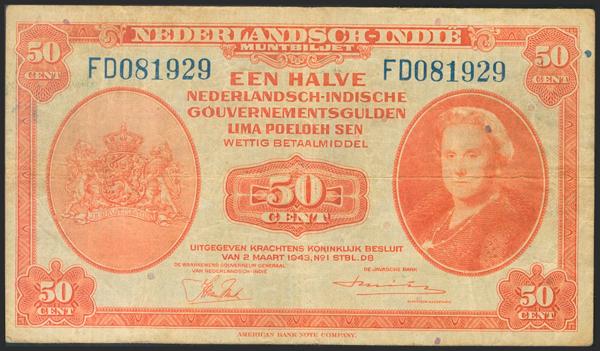 NEDERLANDSCH-INDIË
MUNTBILJET
50 CENT
50 CENT
FD081929
FD081929
EEN HALVE
NEDERLANDSCH-INDISCHE
GOUVERNEMENTSGULDEN
LIMA POELOEH SEN
WETTIG BETAALMIDDEL
50
CENT
UITGEGEVEN KRACHTENS KONINKLIJK BESLUIT
VAN 2 MAART 1943, No1 STBL. D8
DE WAARNEMENDE GOUVERNEUR GENERAAL
VAN NEDERLANDSCH-INDIË
DE JAVASCHE BANK
50 CENT
50 CENT
AMERICAN BANK NOTE COMPANY.